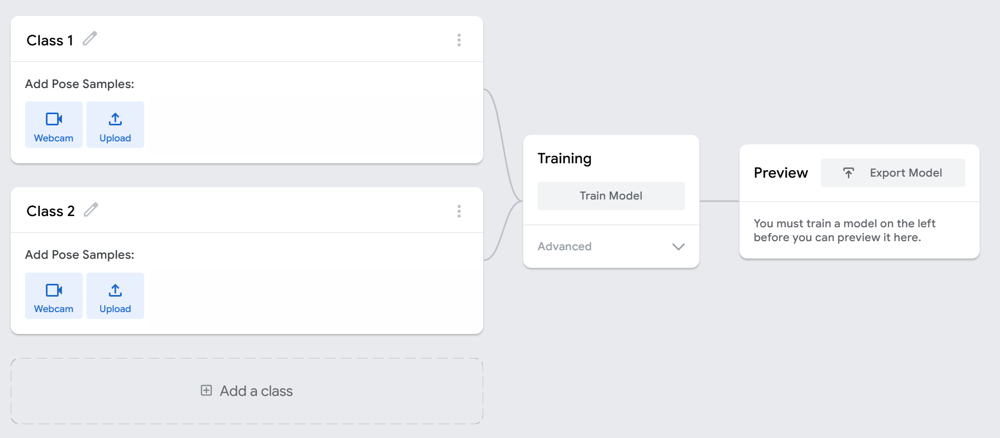 Class 1
Add Pose Samples:
Webcam Upload
Class 2
Add Pose Samples:
Webcam Upload
Add a class
Training
Train Model
Advanced
Preview Export Model
You must train a model on the left
before you can preview it here.